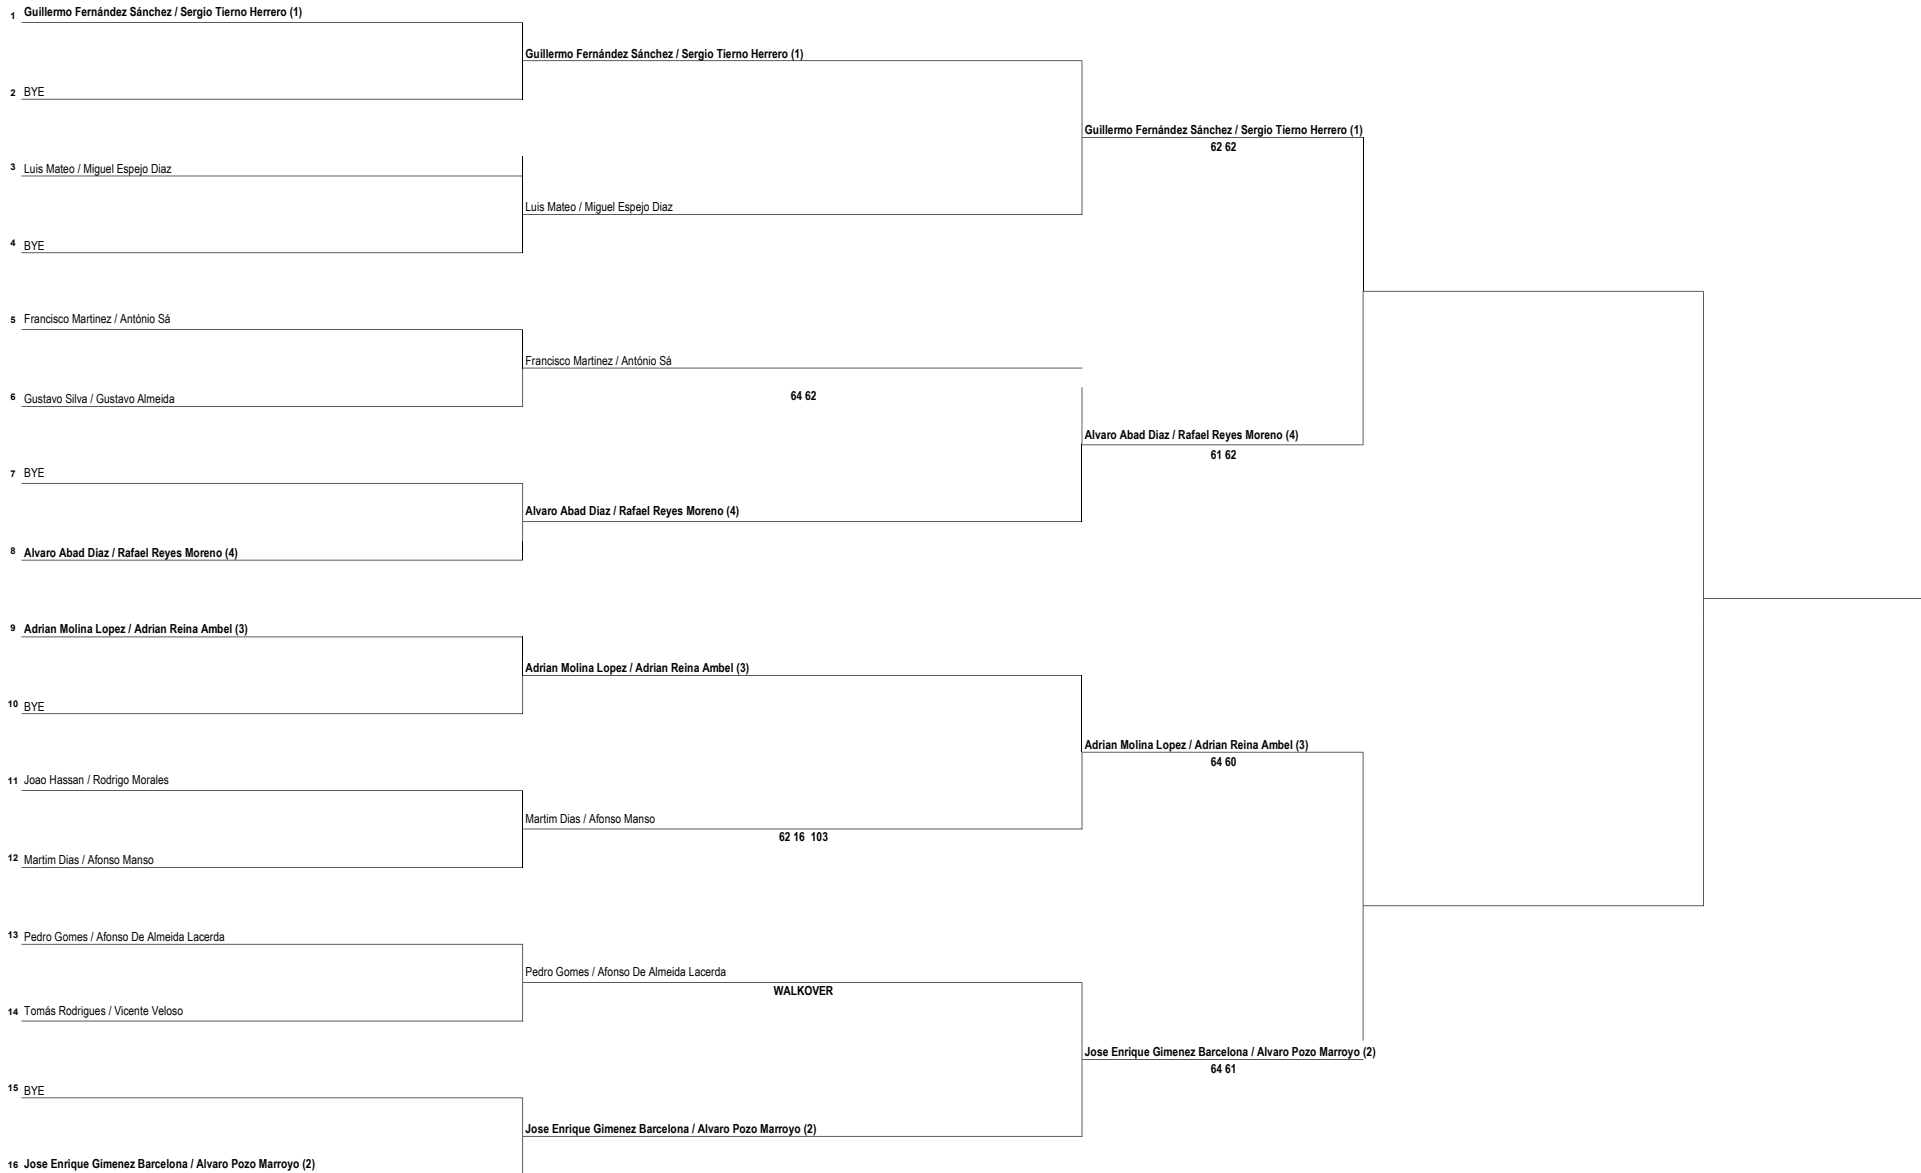 1 Guillermo Fernández Sánchez / Sergio Tierno Herrero (1)
Guillermo Fernández Sánchez / Sergio Tierno Herrero (1)
2 BYE
Guillermo Fernández Sánchez / Sergio Tierno Herrero (1)
62 62
3 Luis Mateo / Miguel Espejo Diaz
Luis Mateo / Miguel Espejo Diaz
4 BYE
5 Francisco Martinez / António Sá
Francisco Martinez / António Sá
6 Gustavo Silva / Gustavo Almeida
64 62
Alvaro Abad Diaz / Rafael Reyes Moreno (4)
61 62
7 BYE
Alvaro Abad Diaz / Rafael Reyes Moreno (4)
8 Alvaro Abad Diaz / Rafael Reyes Moreno (4)
9 Adrian Molina Lopez / Adrian Reina Ambel (3)
Adrian Molina Lopez / Adrian Reina Ambel (3)
10 BYE
Adrian Molina Lopez / Adrian Reina Ambel (3)
64 60
11 Joao Hassan / Rodrigo Morales
Martim Dias / Afonso Manso
62 16 103
12 Martim Dias / Afonso Manso
13 Pedro Gomes / Afonso De Almeida Lacerda
Pedro Gomes / Afonso De Almeida Lacerda
WALKOVER
14 Tomás Rodrigues / Vicente Veloso
Jose Enrique Gimenez Barcelona / Alvaro Pozo Marroyo (2)
64 61
15 BYE
Jose Enrique Gimenez Barcelona / Alvaro Pozo Marroyo (2)
16 Jose Enrique Gimenez Barcelona / Alvaro Pozo Marroyo (2)